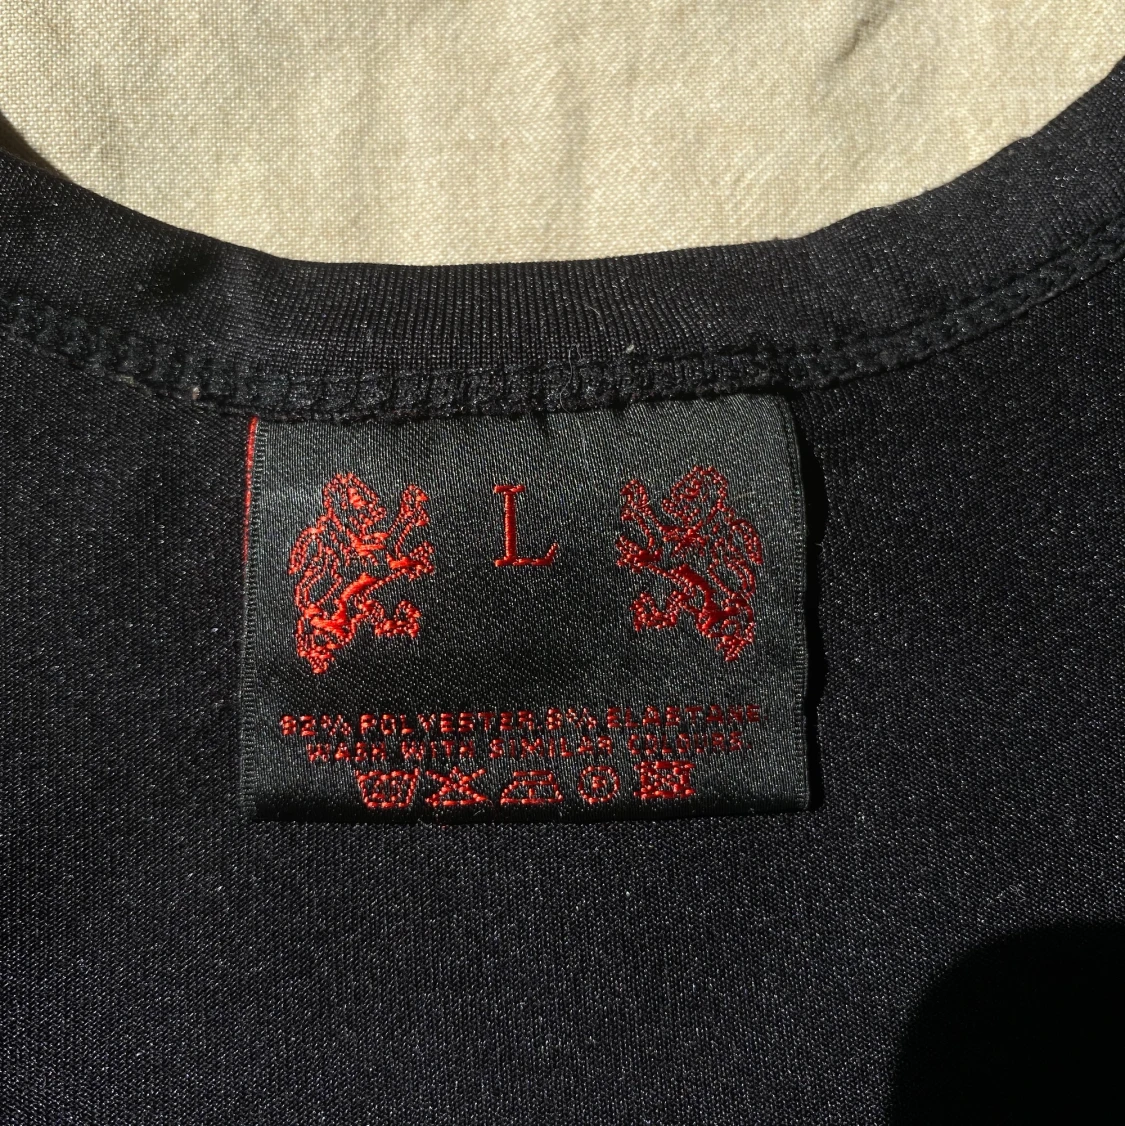 L
92% POLYESTER.8% ELASTANE
WASH WITH SIMILAR COLOURS.